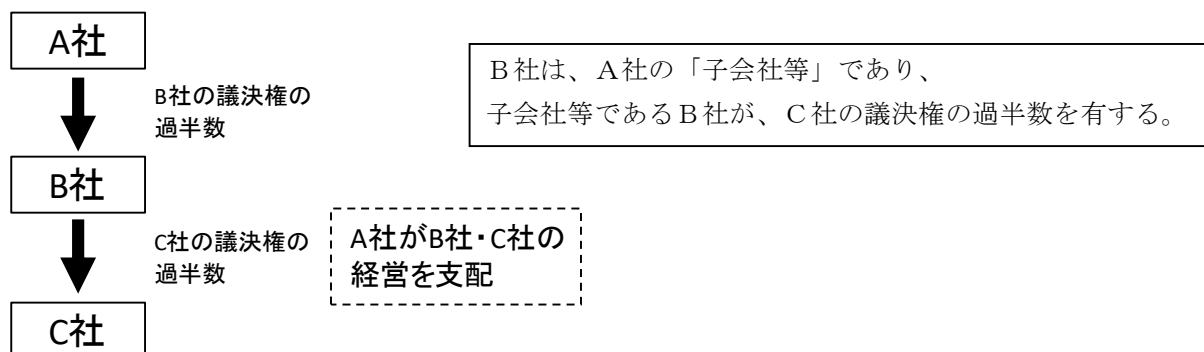 A社
B社の議決権の
過半数
B社は、A社の「子会社等」であり、
子会社等であるB社が、C社の議決権の過半数を有する。
B社
C社の議決権の
過半数
A社がB社・C社の
経営を支配
C社